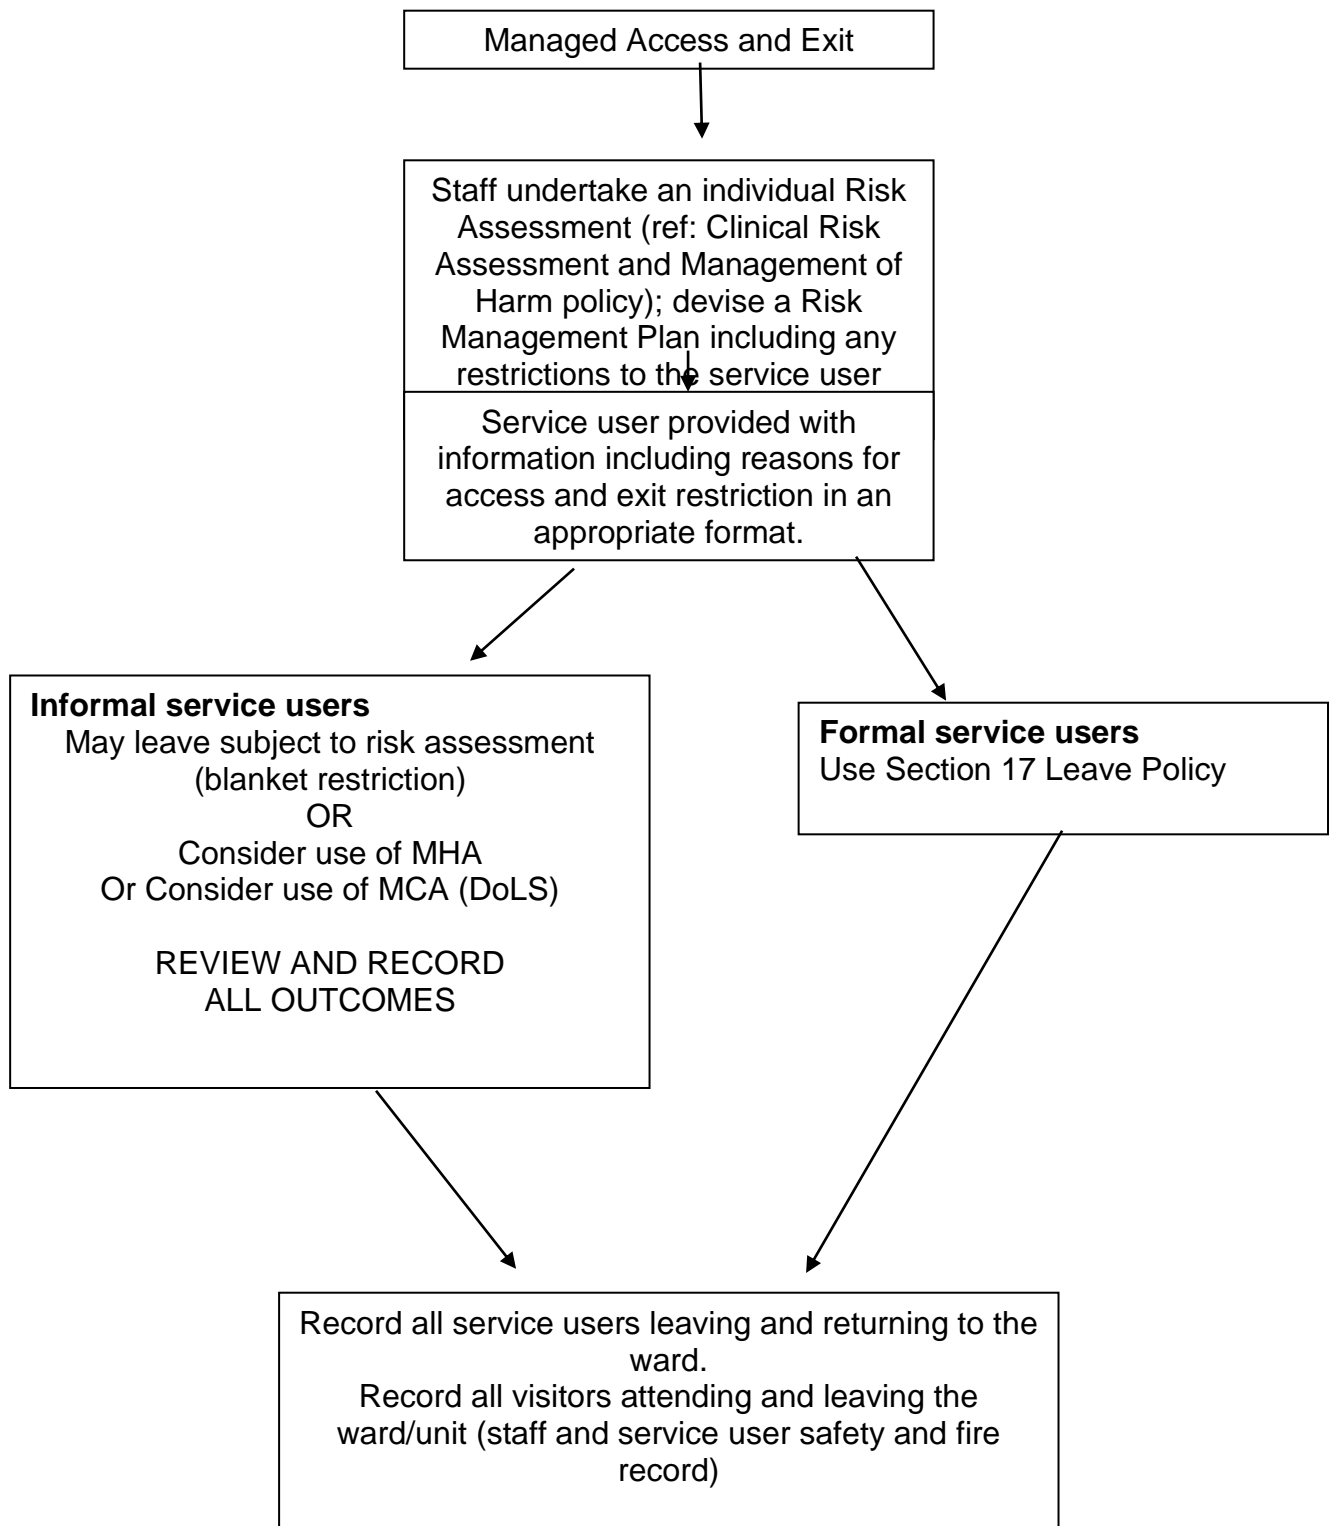 Managed Access and Exit
Staff undertake an individual Risk
Assessment (ref: Clinical Risk
Assessment and Management of
Harm policy); devise a Risk
Management Plan including any
restrictions to the service user
Service user provided with
information including reasons for
access and exit restriction in an
appropriate format.
Informal service users
May leave subject to risk assessment
(blanket restriction)
OR
Consider use of MHA
Or Consider use of MCA (DoLS)
REVIEW AND RECORD
ALL OUTCOMES
Formal service users
Use Section 17 Leave Policy
Record all service users leaving and returning to the
ward.
Record all visitors attending and leaving the
ward/unit (staff and service user safety and fire
record)